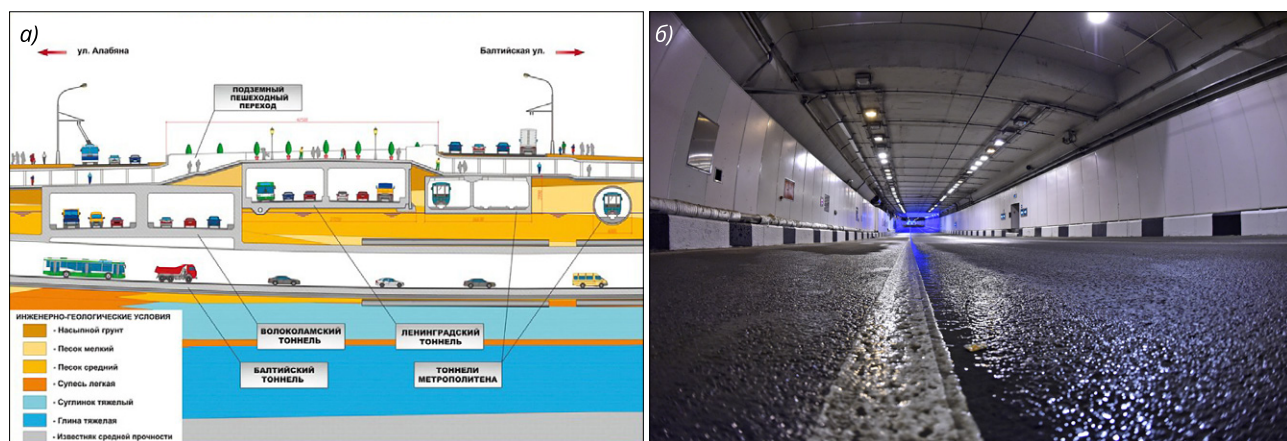 а)
ул. Алабяна
Балтийская ул.
ПОДЗЕМНЫЙ
ПЕШЕХОДНЫЙ
ПЕРЕХОД
ИНЖЕНЕРНО-ГЕОЛОГИЧЕСКИЕ УСЛОВИЯ
- Насыпной грунт
- Песок мелкий
- Песок средний
- Супесь легкая
- Суглинок тяжелый
- Глина тяжелая
- Известняк средней прочности
ВОЛОКОЛАМСКИЙ
ТОННЕЛЬ
БАЛТИЙСКИЙ
ТОННЕЛЬ
ЛЕНИНГРАДСКИЙ
ТОННЕЛЬ
ТОННЕЛИ
МЕТРОПОЛИТЕНА
б)